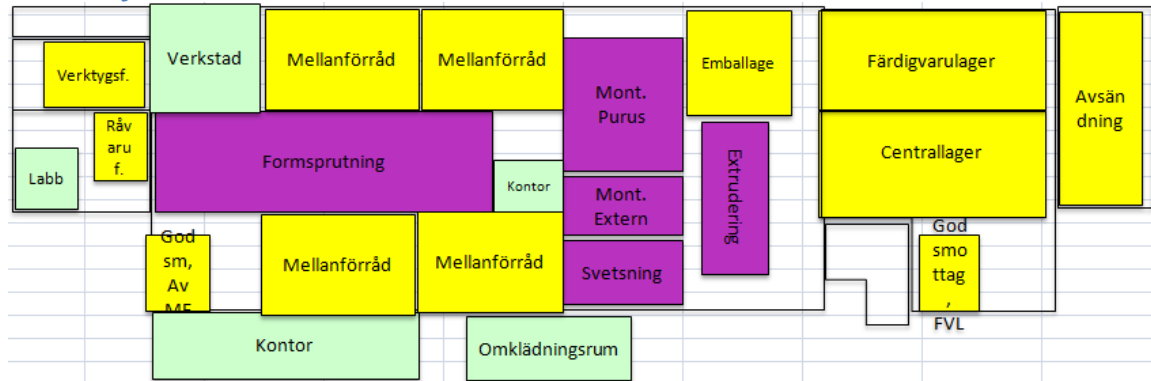 Verktygsf.
Verkstad
Mellanförråd
Mellanförråd
Mont.
Purus
Emballage
Färdigvarulager
Avsän
dning
Råv
aru
f.
Labb
Formsprutning
Kontor
Mont.
Extern
Extrudering
Centrallager
God
sm,
Av
Mellanförråd
Mellanförråd
Svetsning
God
smo
ttag
,
FVL
Kontor
Omklädningsrum